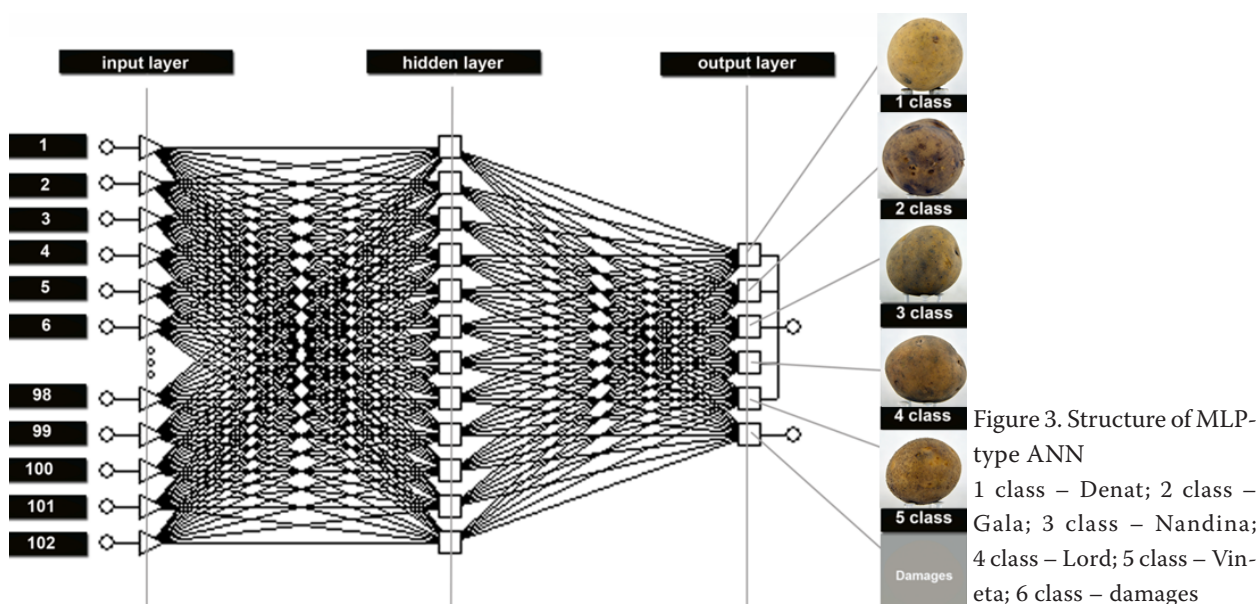 input layer
hidden layer
output layer
1
2
3
4
5
6
98
99
100
101
102
1 class
2 class
3 class
4 class
5 class
Damages
Figure 3. Structure of MLP-
type ANN
1 class – Denat; 2 class –
Gala; 3 class – Nandina;
4 class – Lord; 5 class – Vin-
eta; 6 class – damages